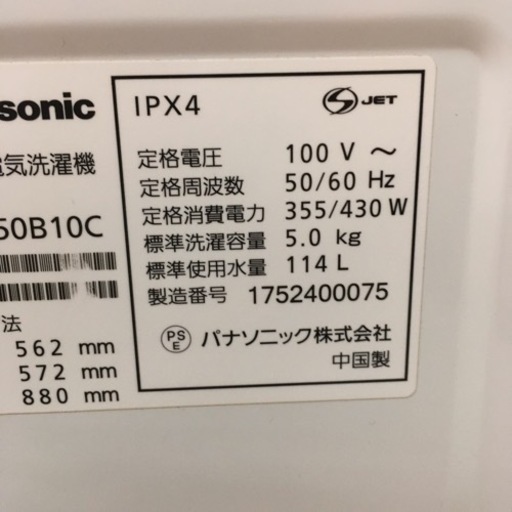 sonic
電気洗濯機
50B10C
法
562 mm
572 mm
880 mm
IPX4
S JET
定格電圧 100 V ～
定格周波数 50/60 Hz
定格消費電力 355/430 W
標準洗濯容量 5.0 kg
標準使用水量 114 L
製造番号 1752400075
PS
E
パナソニック株式会社
中国製